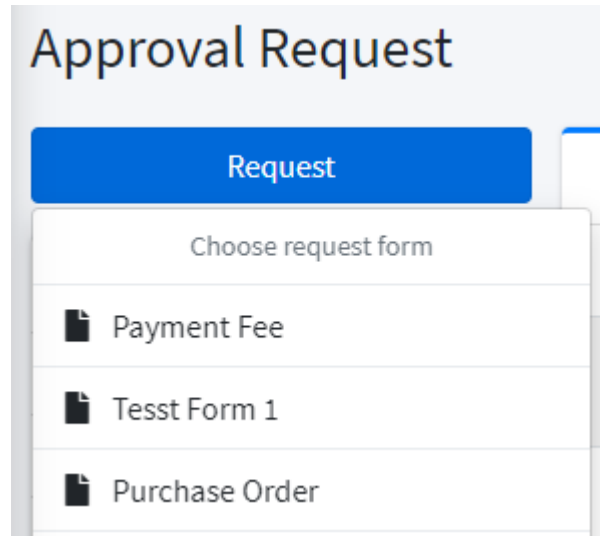 Approval Request
Request
Choose request form
Payment Fee
Tesst Form 1
Purchase Order